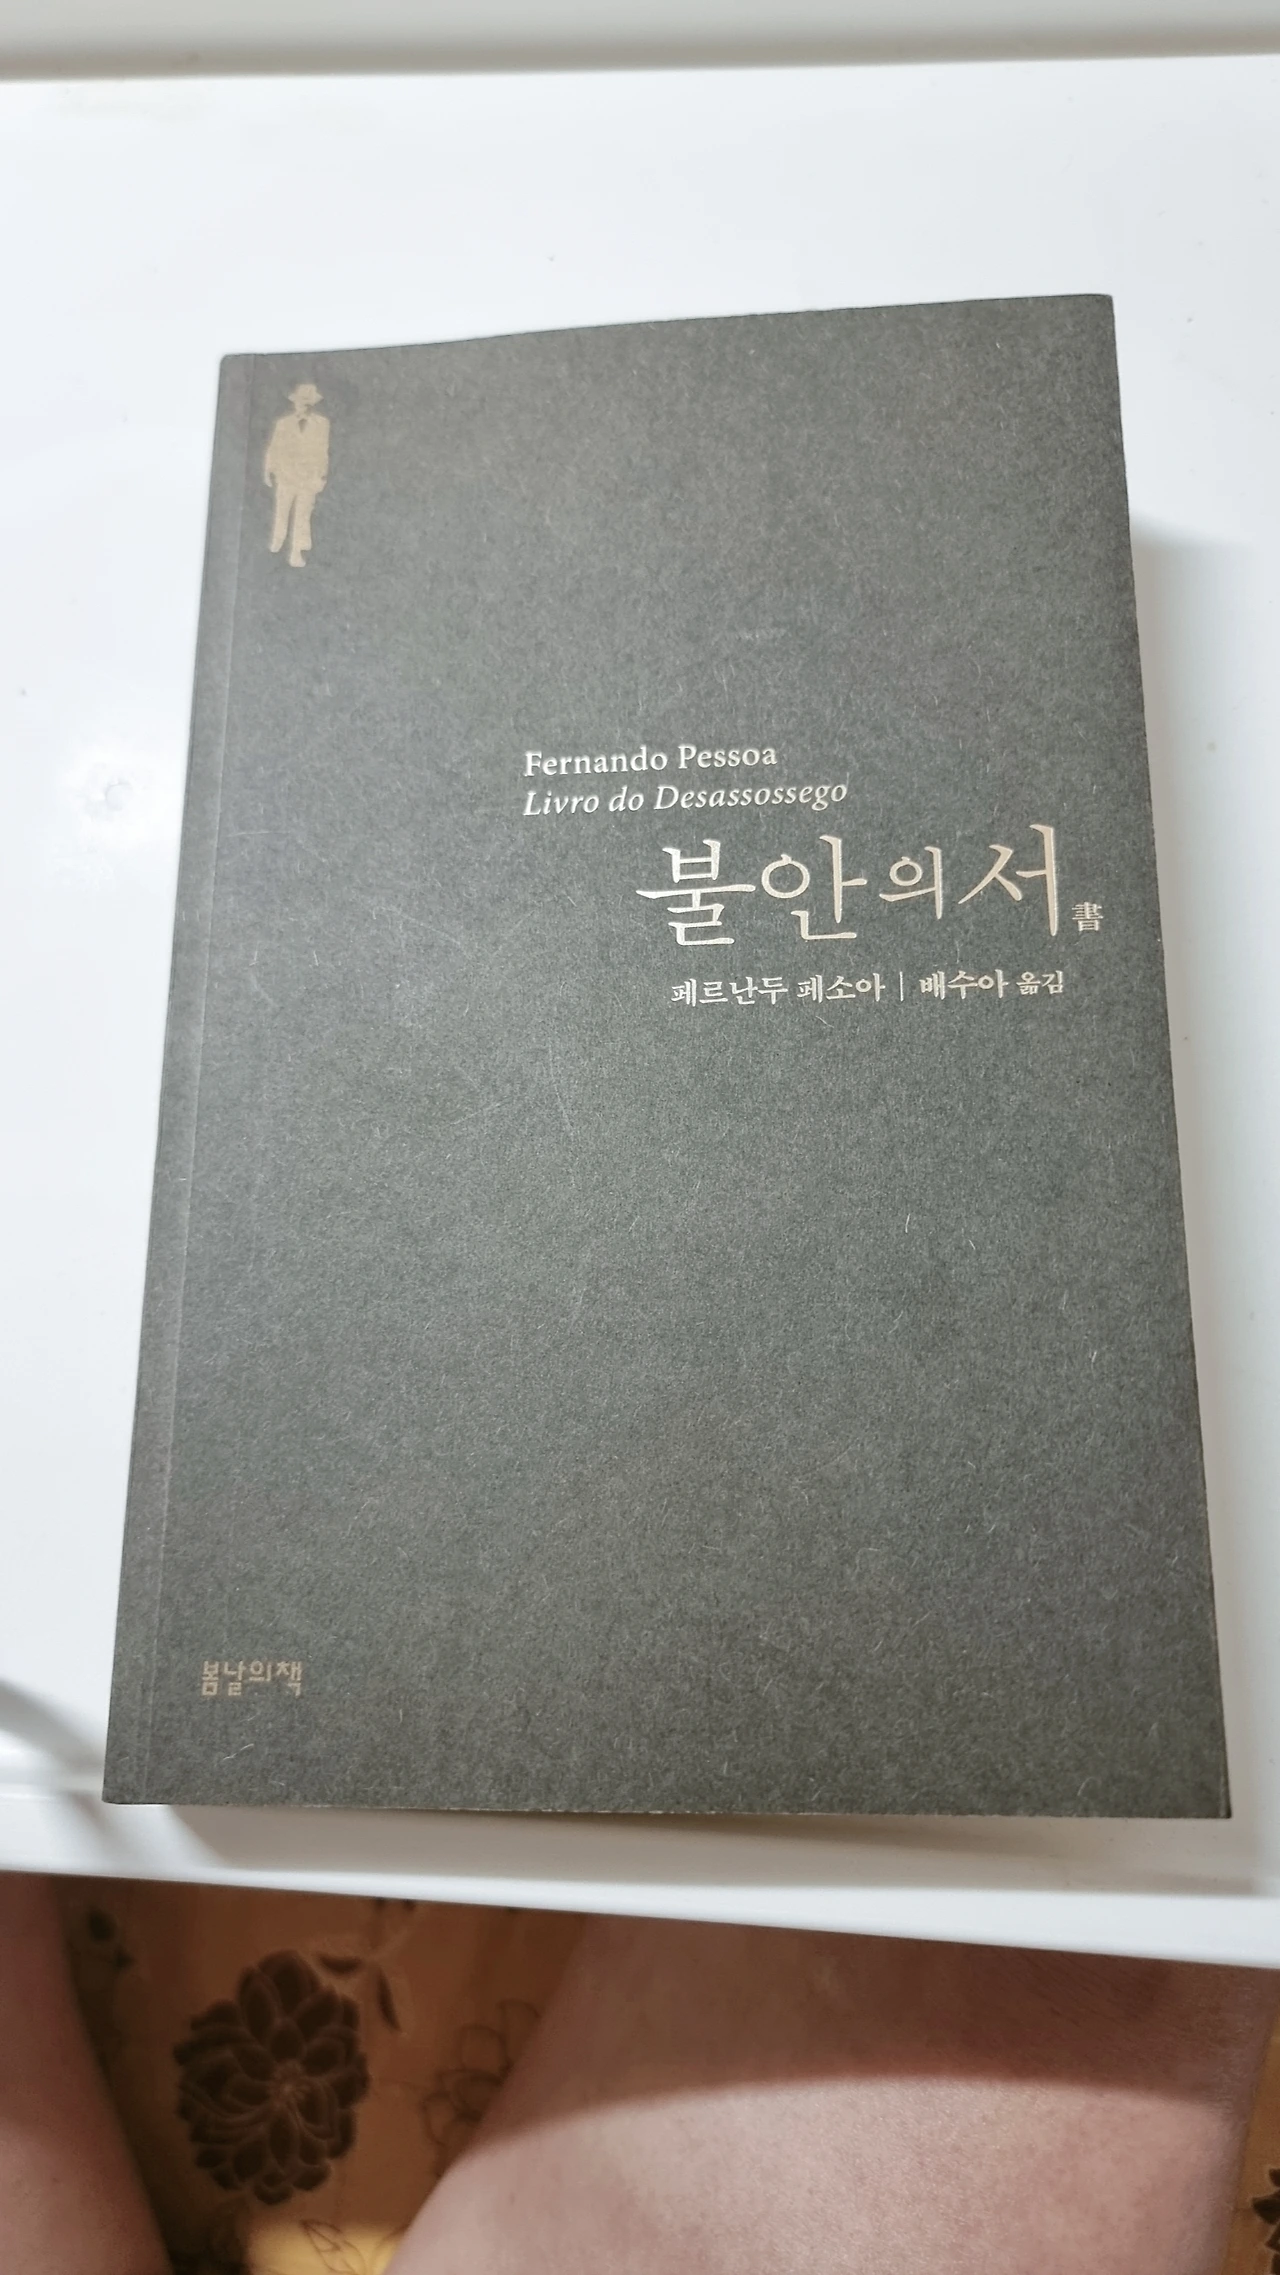 Fernando Pessoa
Livro do Desassossego
불안의 서 書
페르난두 페소아 | 배수아 옮김
봄날의책